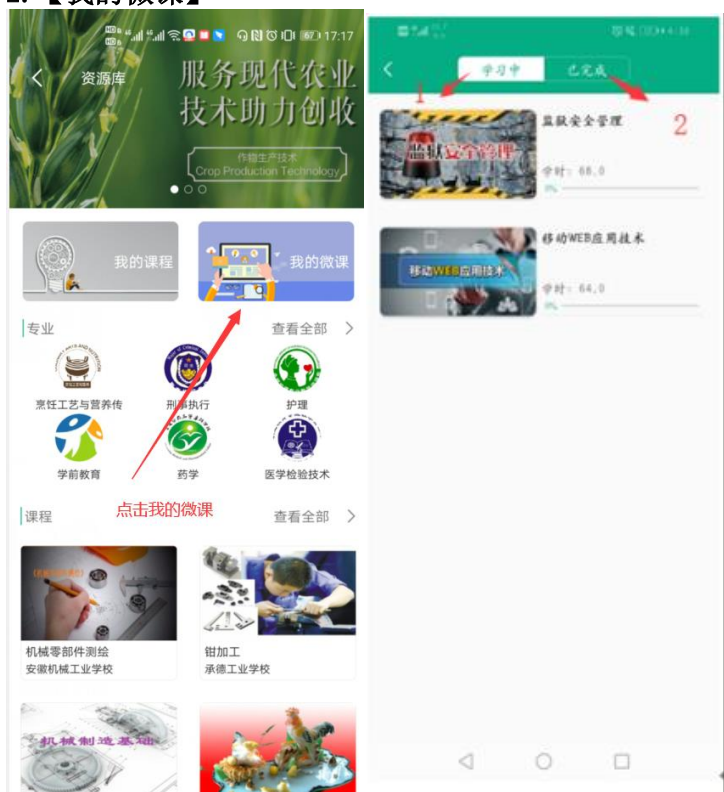 2.【我的微课】
17:17
资源库
服务现代农业
技术助力创收
作物生产技术
Crop Production Technology
我的课程
我的微课
专业
查看全部
烹饪工艺与营养传
刑事执行
护理
学前教育
药学
医学检验技术
点击我的微课
课程
查看全部
机械零部件测绘
安徽机械工业学校
钳加工
承德工业学校
机械制造基础
学习中
已完成
1
2
监狱安全管理
监狱安全管理
学时：68.0
0%
移动WEB应用技术
移动WEB应用技术
学时：64.0
0%